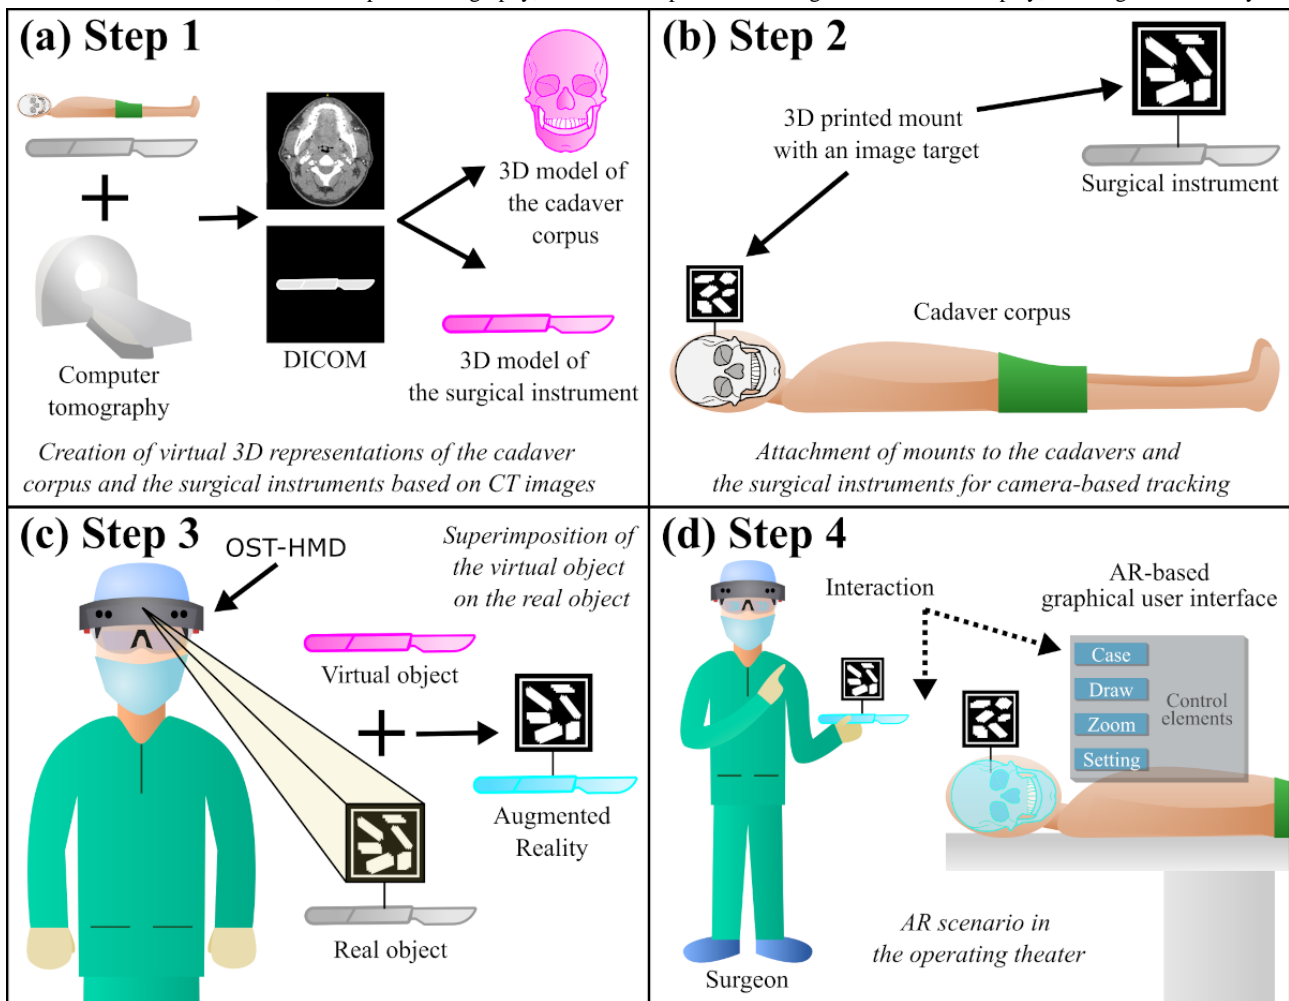 (a) Step 1
3D model of
the cadaver
corpus
DICOM
Computer
tomography
3D model of
the surgical instrument
Creation of virtual 3D representations of the cadaver
corpus and the surgical instruments based on CT images
(b) Step 2
3D printed mount
with an image target
Surgical instrument
Cadaver corpus
Attachment of mounts to the cadavers and
the surgical instruments for camera-based tracking
(c) Step 3
OST-HMD
Superimposition of
the virtual object
on the real object
Virtual object
Augmented
Reality
Real object
(d) Step 4
Interaction
AR-based
graphical user interface
Case
Draw
Zoom
Setting
Control
elements
AR scenario in
the operating theater
Surgeon